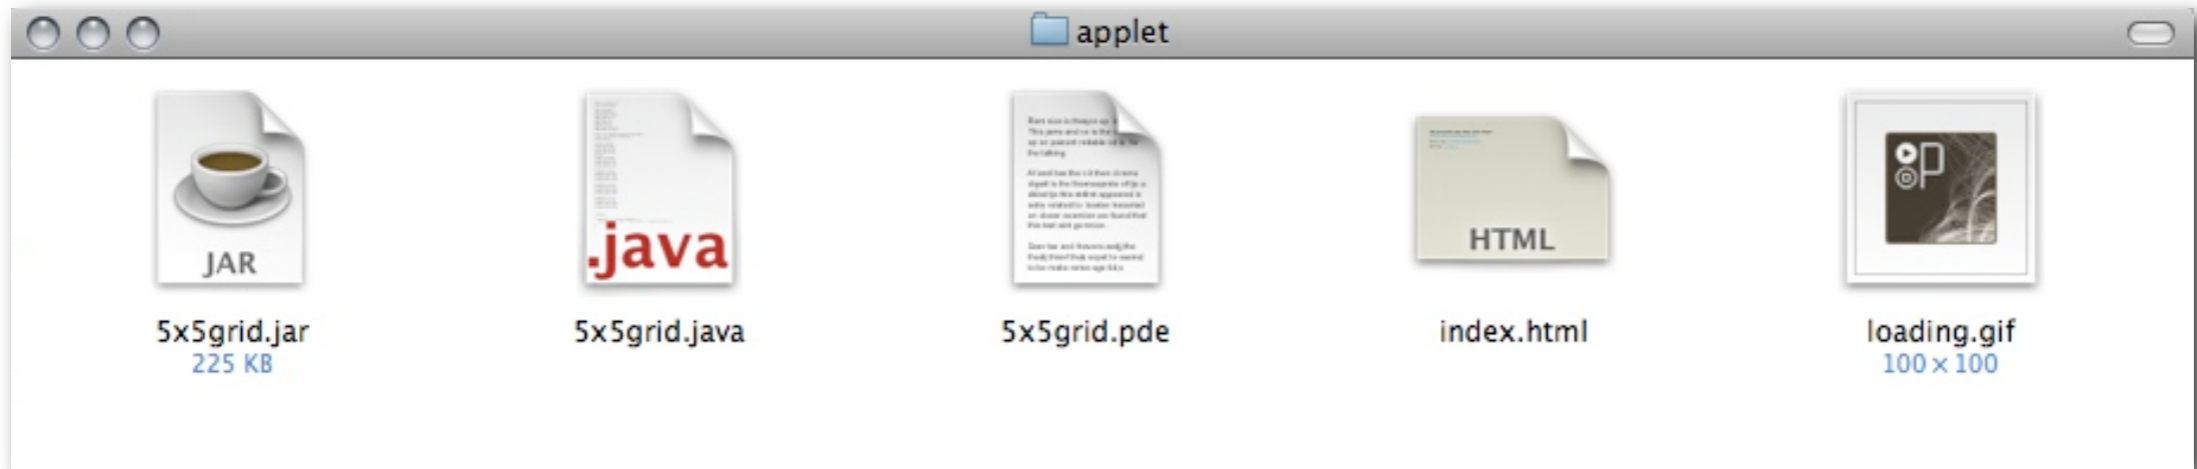 applet
JAR
.java
HTML
5x5grid.jar
5x5grid.java
5x5grid.pde
index.html
loading.gif
225 KB
100 × 100